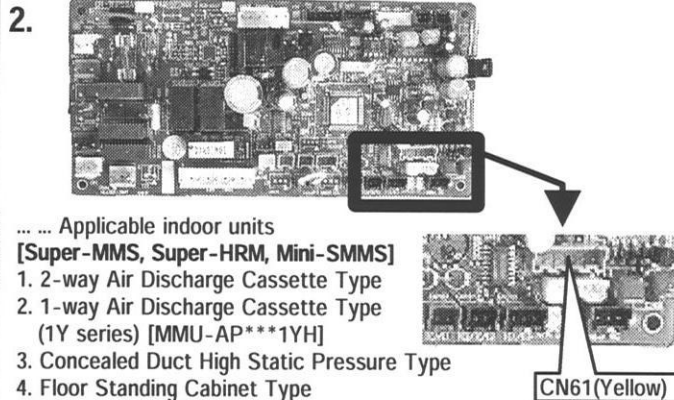 2.
... ... Applicable indoor units
[Super-MMS, Super-HRM, Mini-SMMS]
1. 2-way Air Discharge Cassette Type
2. 1-way Air Discharge Cassette Type
(1Y series) [MMU-AP***1YH]
3. Concealed Duct High Static Pressure Type
4. Floor Standing Cabinet Type
CN61(Yellow)